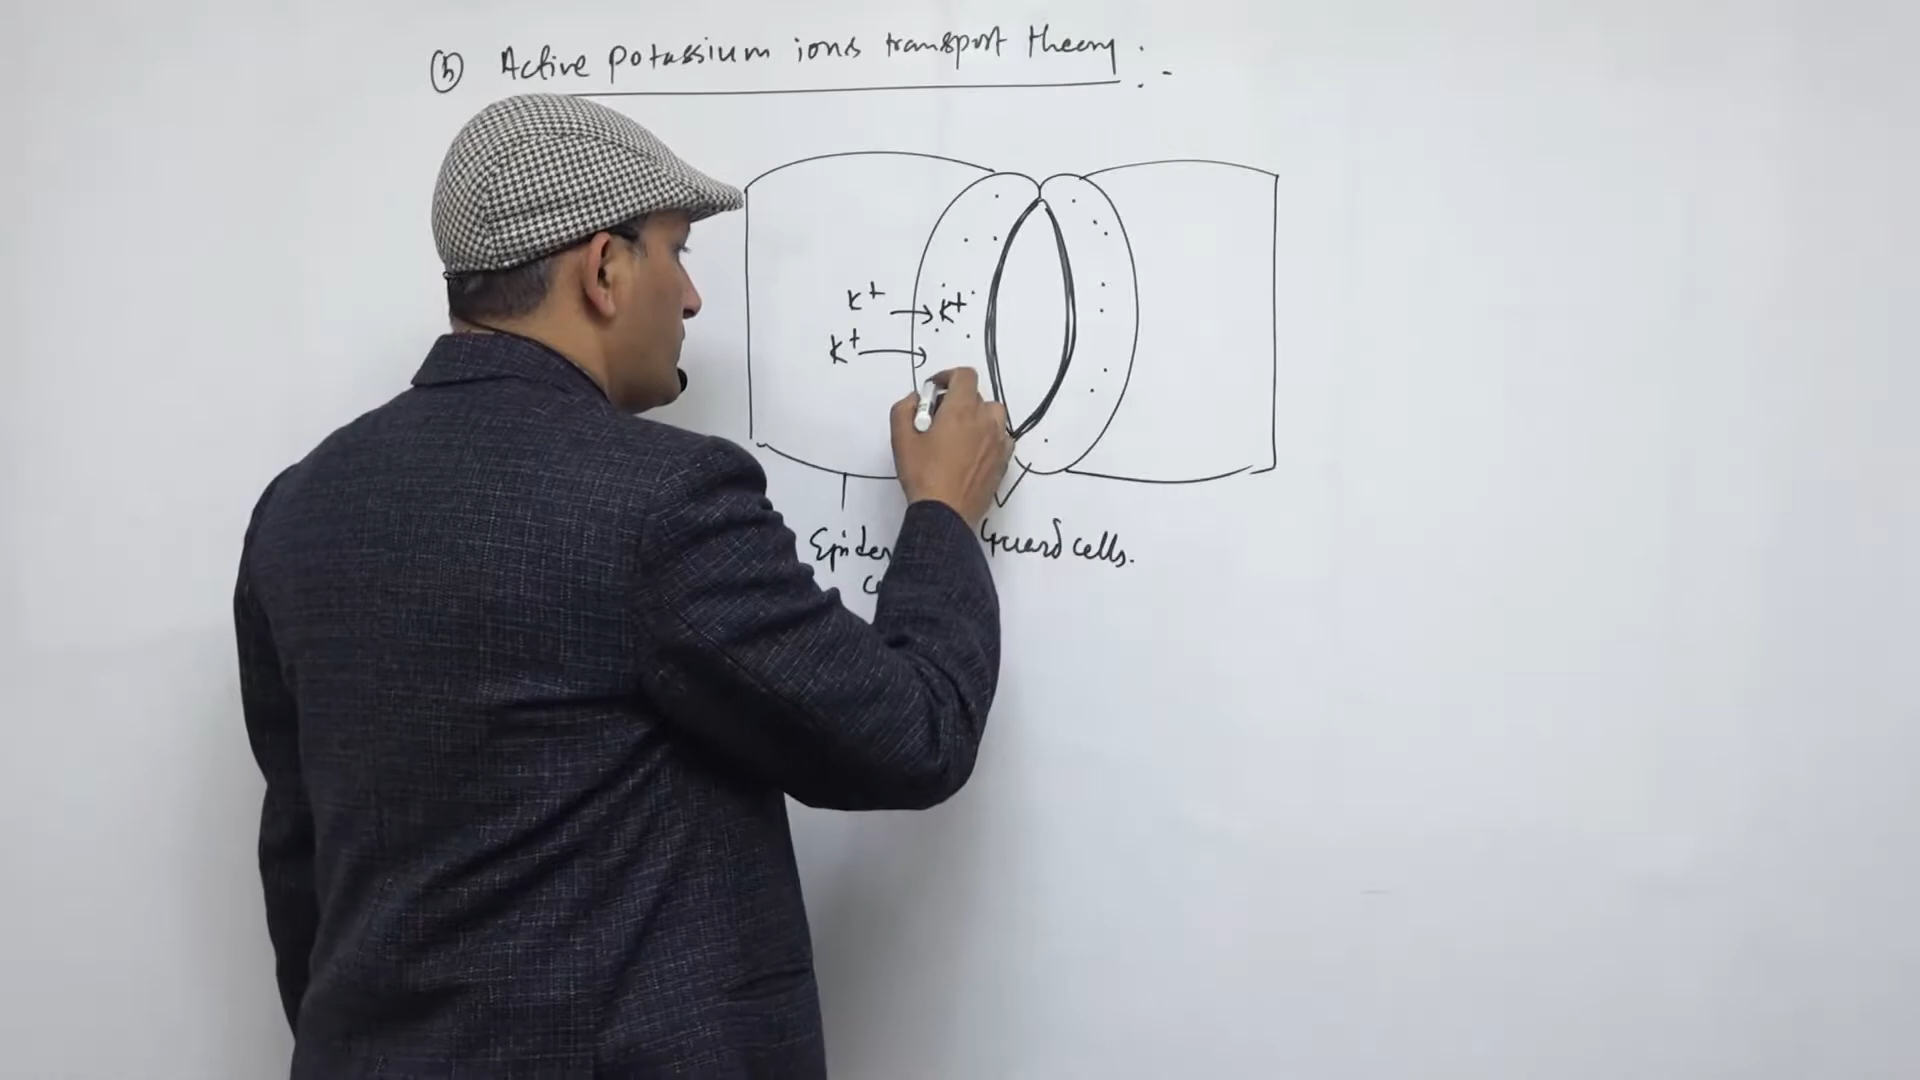 (b) Active potassium ions transport theory :-
K+ → K+
K+ →
Guard cells.